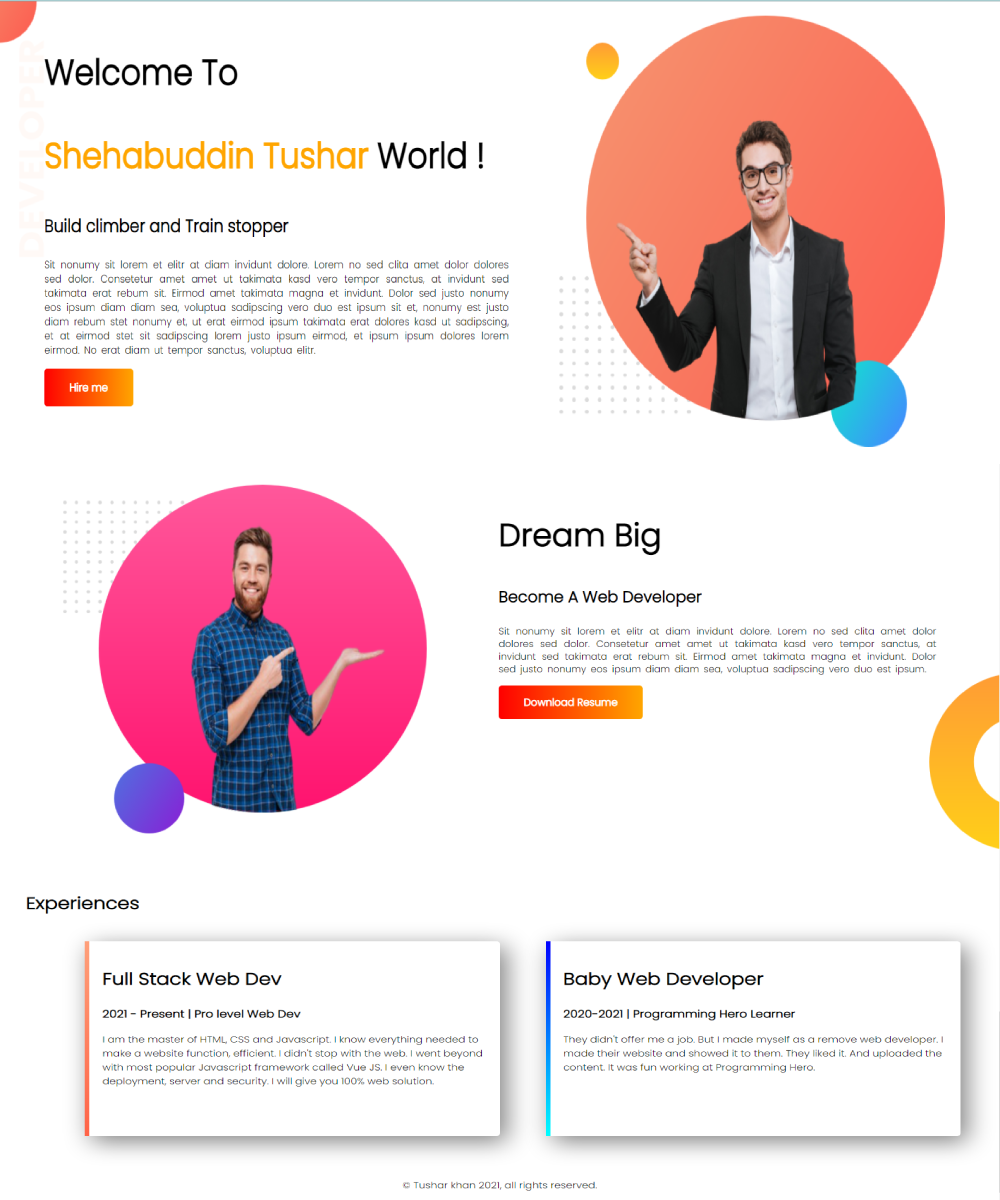 DEVELOPER
Welcome To
Shehabuddin Tushar World !
Build climber and Train stopper
Sit nonumy sit lorem et elitr at diam invidunt dolore. Lorem no sed clita amet dolor dolores
sed dolor. Consetetur amet amet ut takimata kasd vero tempor sanctus, at invidunt sed
takimata erat rebum sit. Eirmod amet takimata magna et invidunt. Dolor sed justo nonumy
eos ipsum diam diam sea, voluptua sadipscing vero duo est ipsum sit et, nonumy est justo
diam rebum stet nonumy et, ut erat eirmod ipsum takimata erat dolores kasd ut sadipscing,
et at eirmod stet sit sadipscing lorem justo ipsum eirmod, et ipsum ipsum dolores lorem
eirmod. No erat diam ut tempor sanctus, voluptua elitr.
Hire me
Dream Big
Become A Web Developer
Sit nonumy sit lorem et elitr at diam invidunt dolore. Lorem no sed clita amet dolor
dolores sed dolor. Consetetur amet amet ut takimata kasd vero tempor sanctus, at
invidunt sed takimata erat rebum sit. Eirmod amet takimata magna et invidunt. Dolor
sed justo nonumy eos ipsum diam diam sea, voluptua sadipscing vero duo est ipsum.
Download Resume
Experiences
Full Stack Web Dev
2021 - Present | Pro level Web Dev
I am the master of HTML, CSS and Javascript. I know everything needed to
make a website function, efficient. I didn't stop with the web. I went beyond
with most popular Javascript framework called Vue JS. I even know the
deployment, server and security. I will give you 100% web solution.
Baby Web Developer
2020-2021 | Programming Hero Learner
They didn't offer me a job. But I made myself as a remove web developer. I
made their website and showed it to them. They liked it. And uploaded the
content. It was fun working at Programming Hero.
© Tushar khan 2021, all rights reserved.